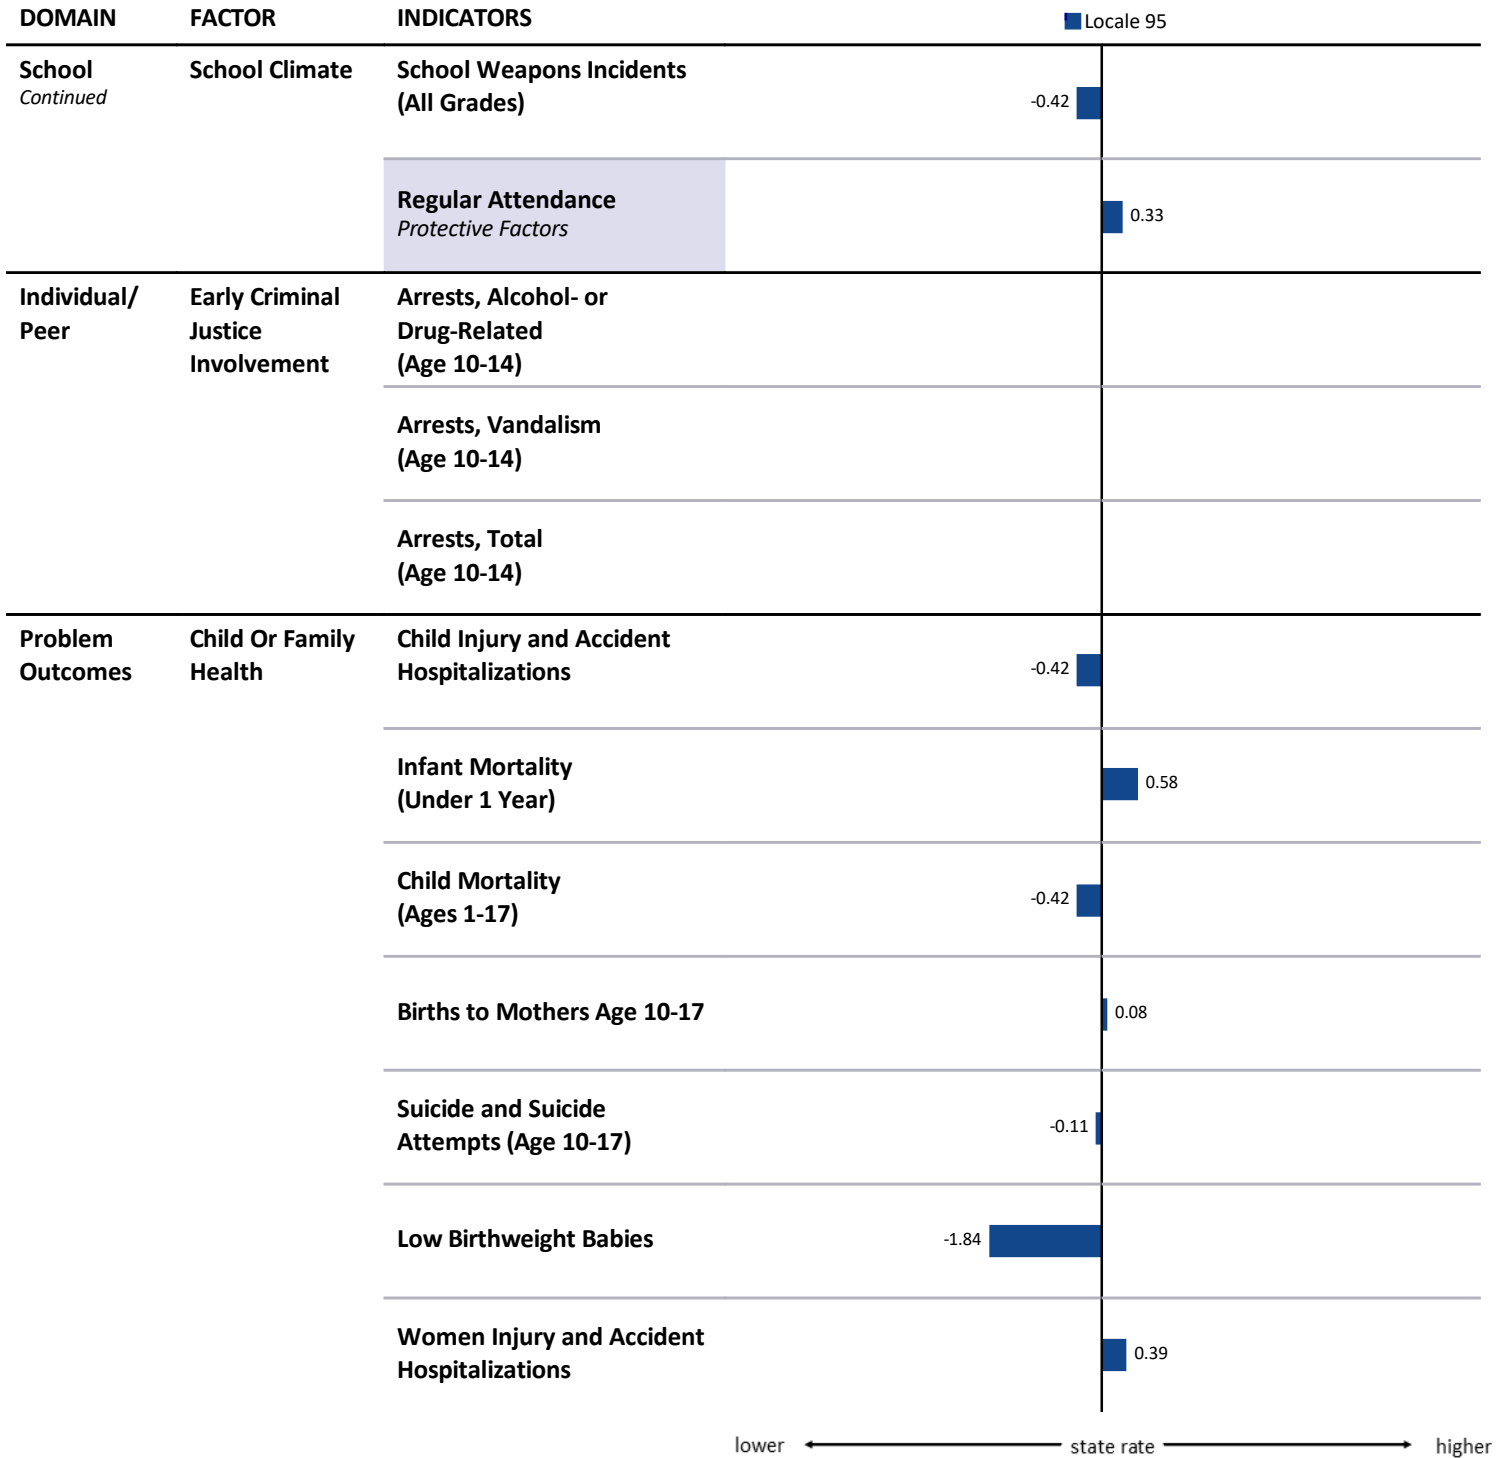 DOMAIN FACTOR INDICATORS Locale 95
School School Climate School Weapons Incidents
Continued (All Grades) -0.42
Regular Attendance
Protective Factors 0.33
Individual/ Early Criminal Arrests, Alcohol- or
Peer Justice Drug-Related
Involvement (Age 10-14)
Arrests, Vandalism
(Age 10-14)
Arrests, Total
(Age 10-14)
Problem Child Or Family Child Injury and Accident
Outcomes Health Hospitalizations -0.42
Infant Mortality
(Under 1 Year) 0.58
Child Mortality
(Ages 1-17) -0.42
Births to Mothers Age 10-17 0.08
Suicide and Suicide
Attempts (Age 10-17) -0.11
Low Birthweight Babies -1.84
Women Injury and Accident
Hospitalizations 0.39
lower state rate higher